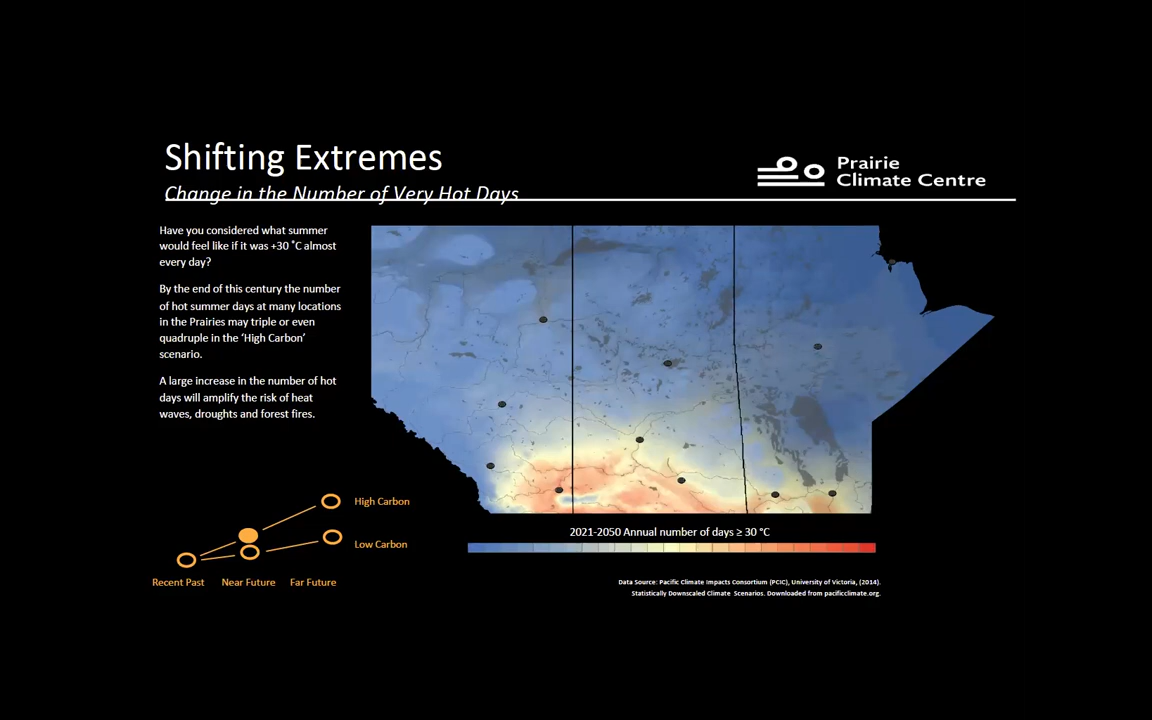 Shifting Extremes
Change in the Number of Very Hot Days
Prairie
Climate Centre
Have you considered what summer
would feel like if it was +30 ˚C almost
every day?
By the end of this century the number
of hot summer days at many locations
in the Prairies may triple or even
quadruple in the ‘High Carbon’
scenario.
A large increase in the number of hot
days will amplify the risk of heat
waves, droughts and forest fires.
High Carbon
Low Carbon
Recent Past Near Future Far Future
2021-2050 Annual number of days ≥ 30 °C
Data Source: Pacific Climate Impacts Consortium (PCIC), University of Victoria, (2014).
Statistically Downscaled Climate Scenarios. Downloaded from pacificclimate.org.